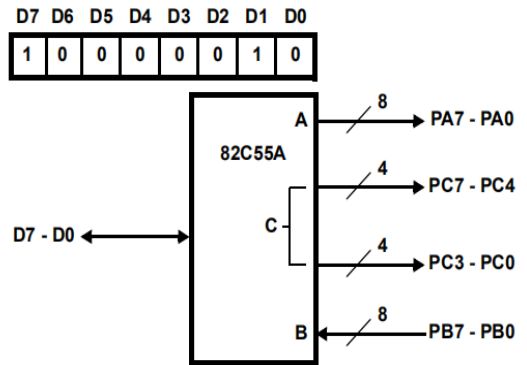 D7 D6 D5 D4 D3 D2 D1 D0
1 0 0 0 0 0 1 0
8
A PA7 - PA0
82C55A
4
PC7 - PC4
C
D7 - D0
4
PC3 - PC0
8
B PB7 - PB0